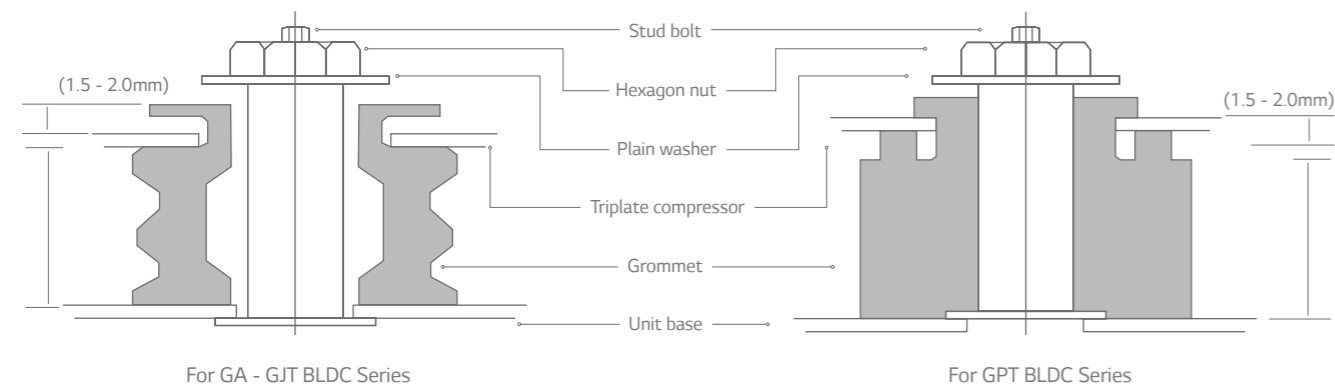 Stud bolt
(1.5 - 2.0mm)
Hexagon nut
(1.5 - 2.0mm)
Plain washer
Triplate compressor
Grommet
Unit base
For GA - GJT BLDC Series
For GPT BLDC Series